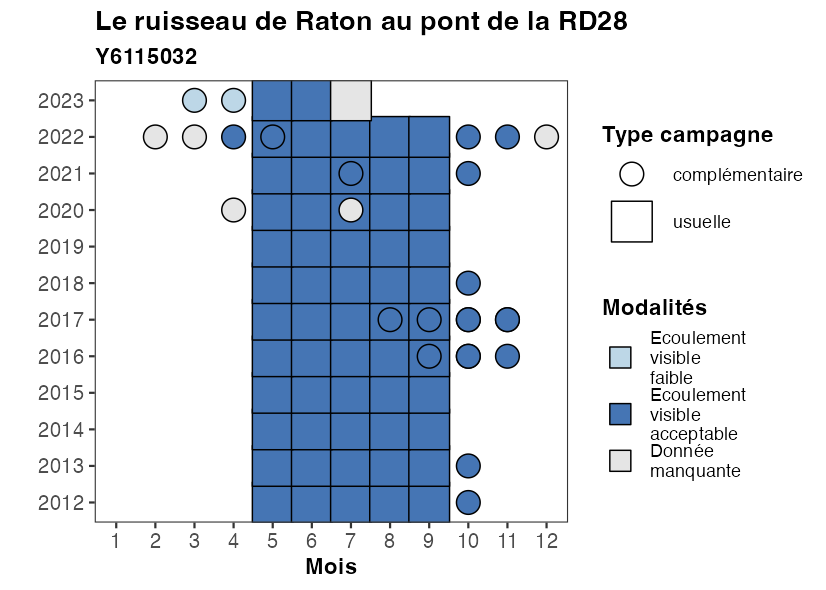 Le ruisseau de Raton au pont de la RD28
Y6115032
2023
2022
2021
2020
2019
2018
2017
2016
2015
2014
2013
2012
1 2 3 4 5 6 7 8 9 10 11 12
Mois
Type campagne
complémentaire
usuelle
Modalités
Ecoulement
visible
faible
Ecoulement
visible
acceptable
Donnée
manquante